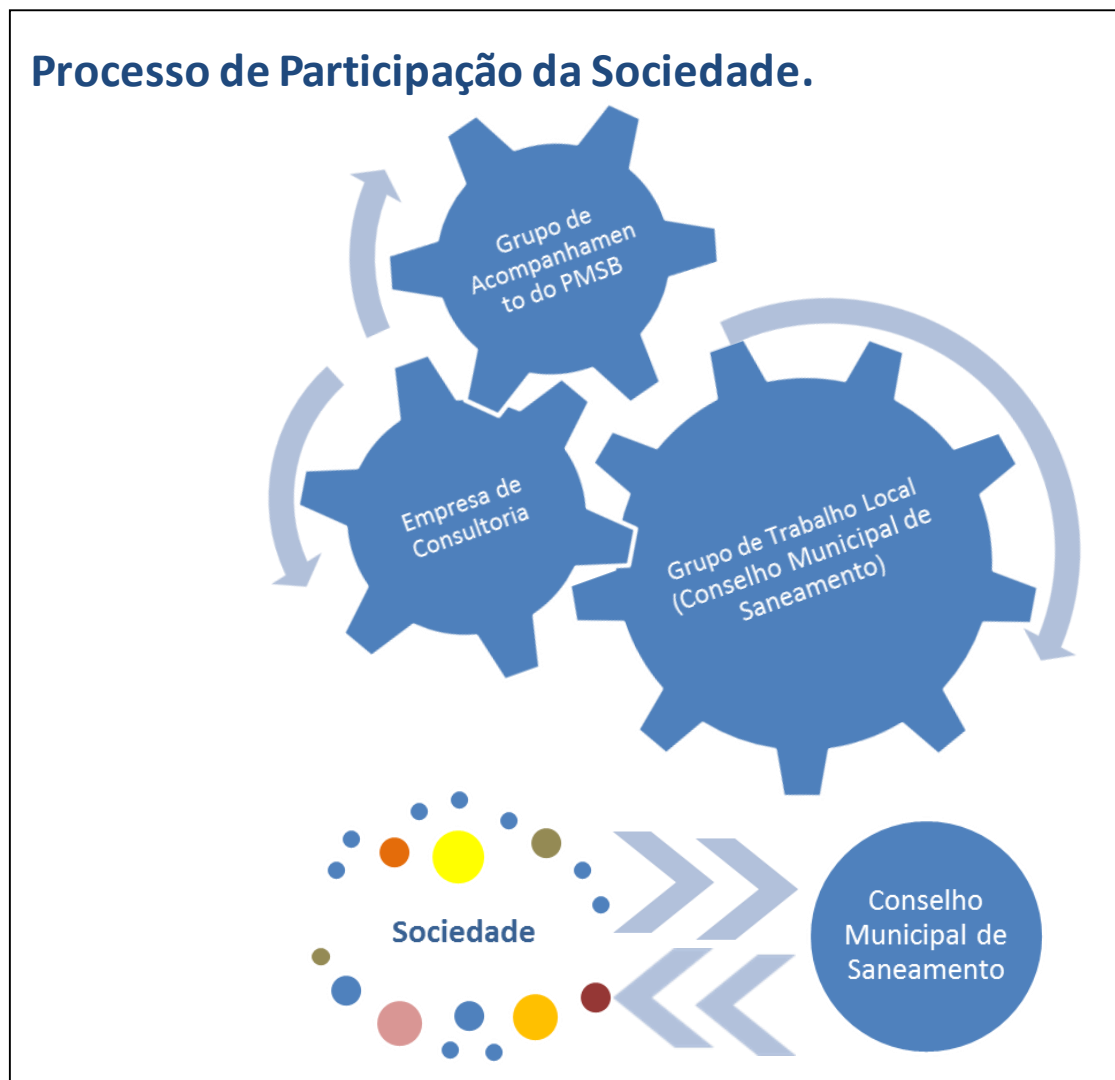 Processo de Participação da Sociedade.
Grupo de
Acompanhamen
to do PMSB
Empresa de
Consultoria
Grupo de Trabalho Local
(Conselho Municipal de
Saneamento)
Sociedade
Conselho
Municipal de
Saneamento